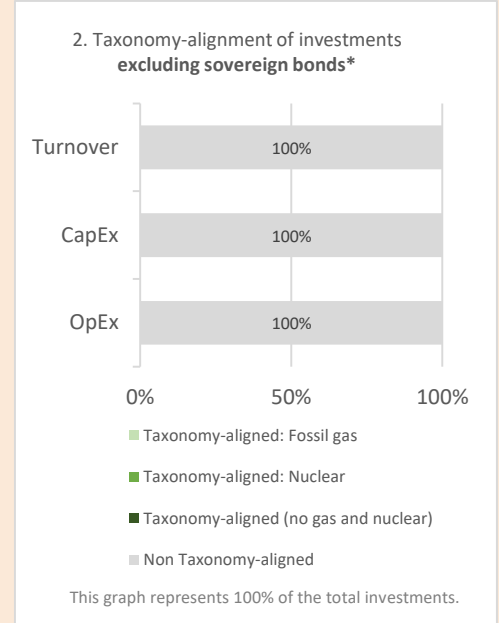 2. Taxonomy-alignment of investments
excluding sovereign bonds*
Turnover
100%
CapEx
100%
OpEx
100%
0%
50%
100%
Taxonomy-aligned: Fossil gas
Taxonomy-aligned: Nuclear
Taxonomy-aligned (no gas and nuclear)
Non Taxonomy-aligned
This graph represents 100% of the total investments.